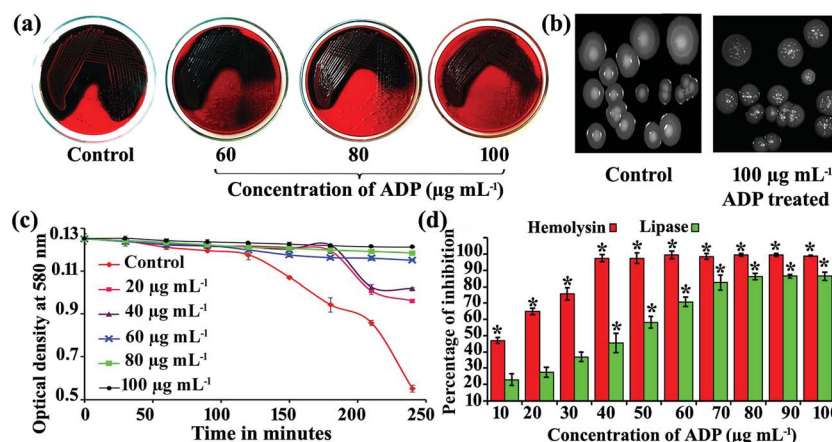 (a)
Control
60
80
100
Concentration of ADP (µg mL⁻¹)
(b)
Control
100 µg mL⁻¹
ADP treated
(c)
Optical density at 580 nm
0.13
0.13
0.11
0.9
0.7
0.5
Control
20 µg mL⁻¹
40 µg mL⁻¹
60 µg mL⁻¹
80 µg mL⁻¹
100 µg mL⁻¹
0 50 100 150 200 250
Time in minutes
(d)
Hemolysin Lipase
Percentage of inhibition
100
90
80
70
60
50
40
30
20
10
0
* * * * * * * * * *
* * * * * * *
10 20 30 40 50 60 70 80 90 100
Concentration of ADP (µg mL⁻¹)